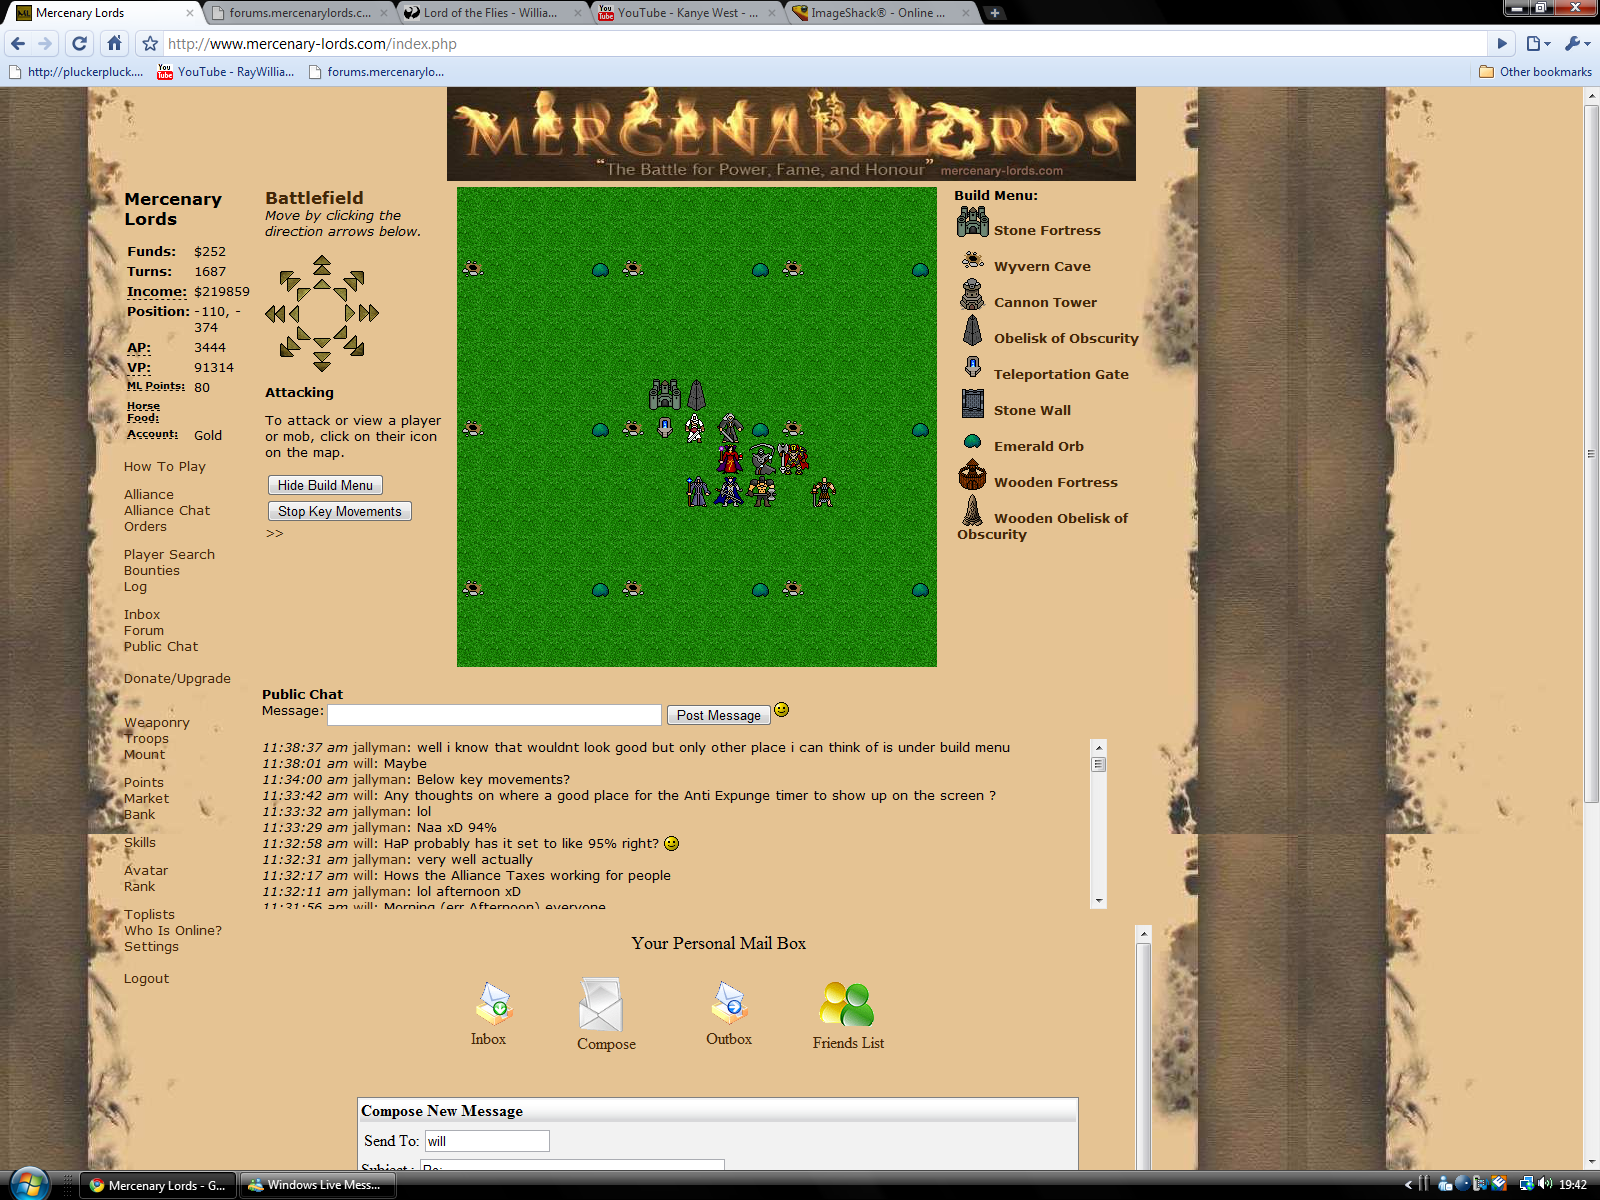 Mercenary Lords
forums.mercenarylords.c...
Lord of the Flies - Willia...
YouTube - Kanye West - ...
ImageShack® - Online ...
http://www.mercenary-lords.com/index.php
http://pluckerpluck....
YouTube - RayWillia...
forums.mercenarylo...
Other bookmarks
MERCENARYLORDS
“The Battle for Power, Fame, and Honour”
mercenary-lords.com
Mercenary
Lords
Funds: $252
Turns: 1687
Income: $219859
Position: -110, -
374
AP: 3444
VP: 91314
ML Points: 80
Horse
Food:
Account: Gold
How To Play
Alliance
Alliance Chat
Orders
Player Search
Bounties
Log
Inbox
Forum
Public Chat
Donate/Upgrade
Weaponry
Troops
Mount
Points
Market
Bank
Skills
Avatar
Rank
Toplists
Who Is Online?
Settings
Logout
Battlefield
Move by clicking the
direction arrows below.
Attacking
To attack or view a player
or mob, click on their icon
on the map.
Hide Build Menu
Stop Key Movements
>>
Build Menu:
Stone Fortress
Wyvern Cave
Cannon Tower
Obelisk of Obscurity
Teleportation Gate
Stone Wall
Emerald Orb
Wooden Fortress
Wooden Obelisk of
Obscurity
Public Chat
Message:
Post Message
11:38:37 am jallyman: well i know that wouldnt look good but only other place i can think of is under build menu
11:38:01 am will: Maybe
11:34:00 am jallyman: Below key movements?
11:33:42 am will: Any thoughts on where a good place for the Anti Expunge timer to show up on the screen ?
11:33:32 am jallyman: lol
11:33:29 am jallyman: Naa xD 94%
11:32:58 am will: HaP probably has it set to like 95% right?
11:32:31 am jallyman: very well actually
11:32:17 am will: Hows the Alliance Taxes working for people
11:32:11 am jallyman: lol afternoon xD
11:31:56 am will: Morning (err Afternoon) everyone
Your Personal Mail Box
Inbox
Compose
Outbox
Friends List
Compose New Message
Send To: will
Subject : Re:
Mercenary Lords - G...
Windows Live Mess...
19:42